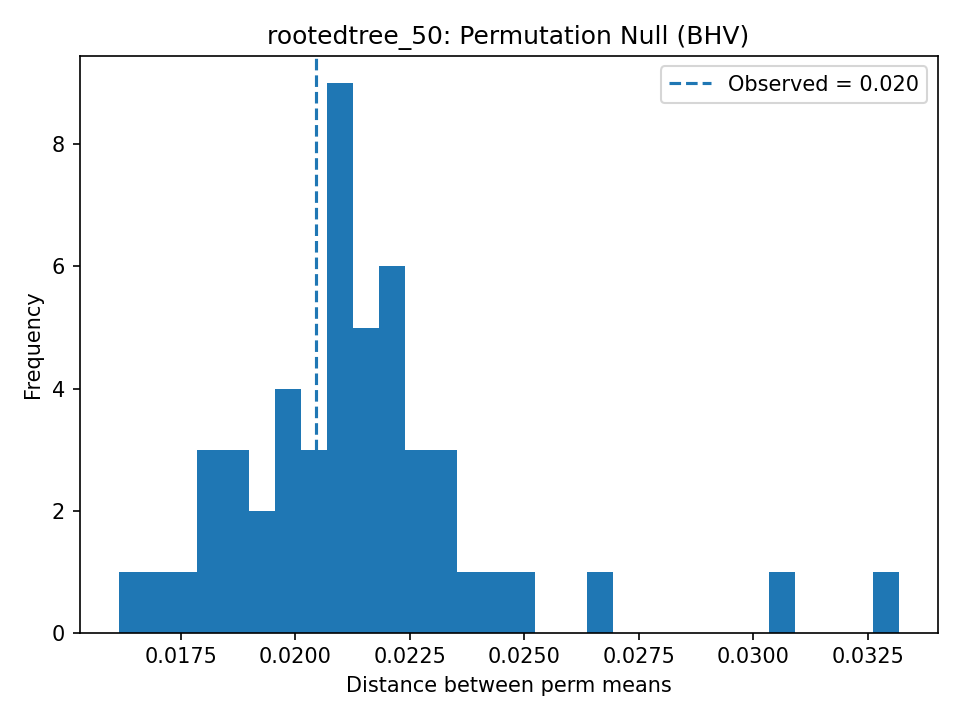 rootedtree_50: Permutation Null (BHV)
Observed = 0.020
8
6
4
2
0
Frequency
0.0175 0.0200 0.0225 0.0250 0.0275 0.0300 0.0325
Distance between perm means